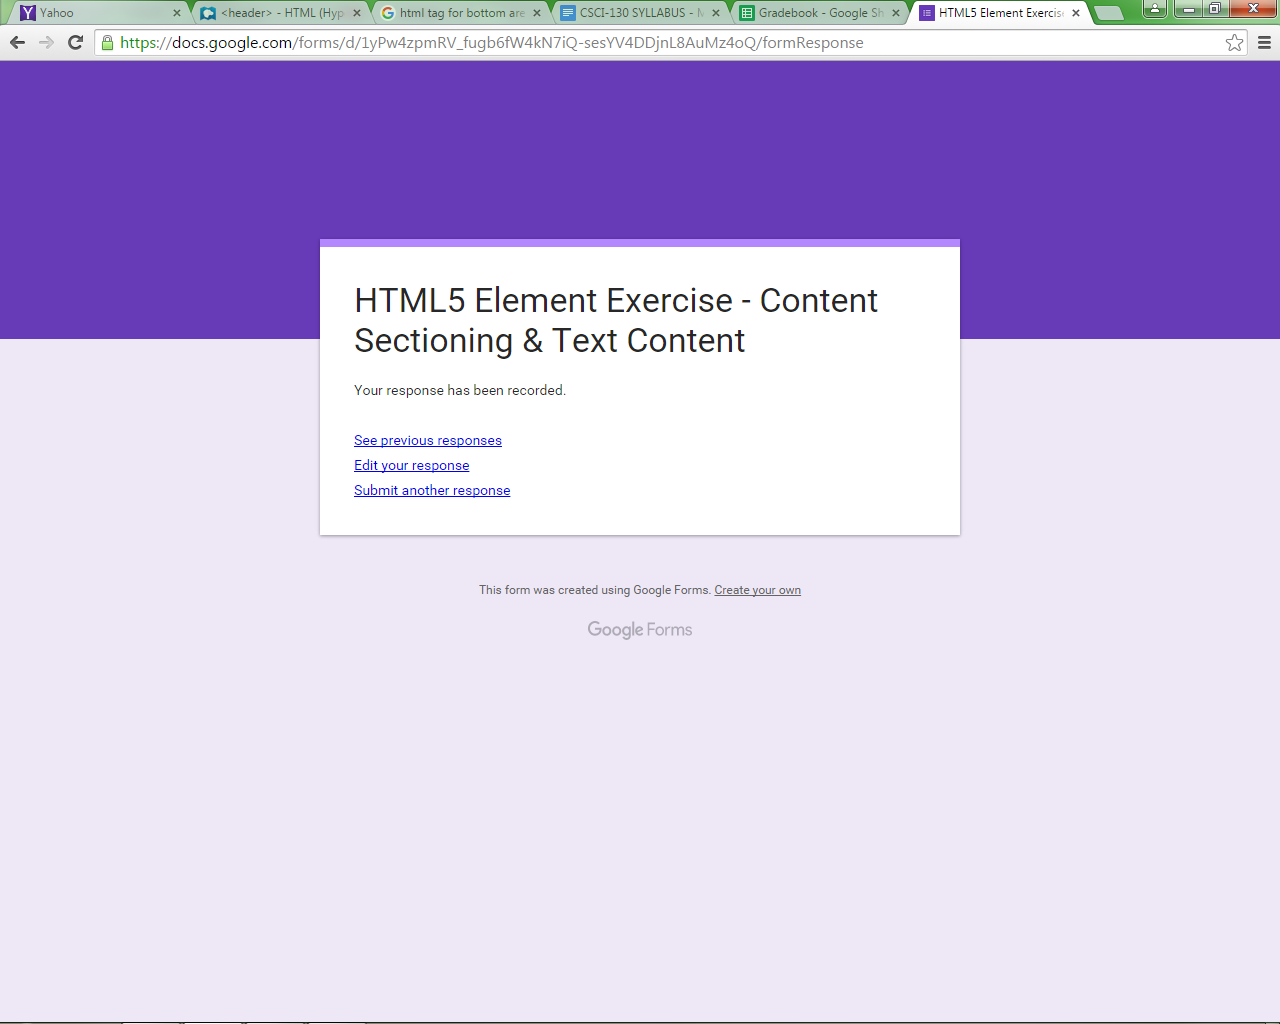 Yahoo
<header> - HTML (Hyp
html tag for bottom are
CSCI-130 SYLLABUS - M
Gradebook - Google Sh
HTML5 Element Exercise
https://docs.google.com/forms/d/1yPw4zpmRV_fugb6fW4kN7iQ-sesYV4DDjnL8AuMz4oQ/formResponse
HTML5 Element Exercise - Content
Sectioning & Text Content
Your response has been recorded.
See previous responses
Edit your response
Submit another response
This form was created using Google Forms. Create your own
Google Forms